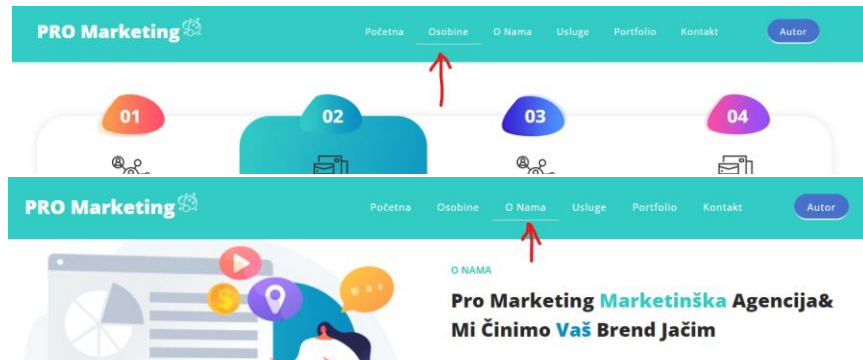 PRO Marketing Početna Osobine O Nama Usluge Portfolio Kontakt Autor
01 02 03 04
PRO Marketing Početna Osobine O Nama Usluge Portfolio Kontakt Autor
O NAMA
Pro Marketing Marketinška Agencija&
Mi Činimo Vaš Brend Jačim